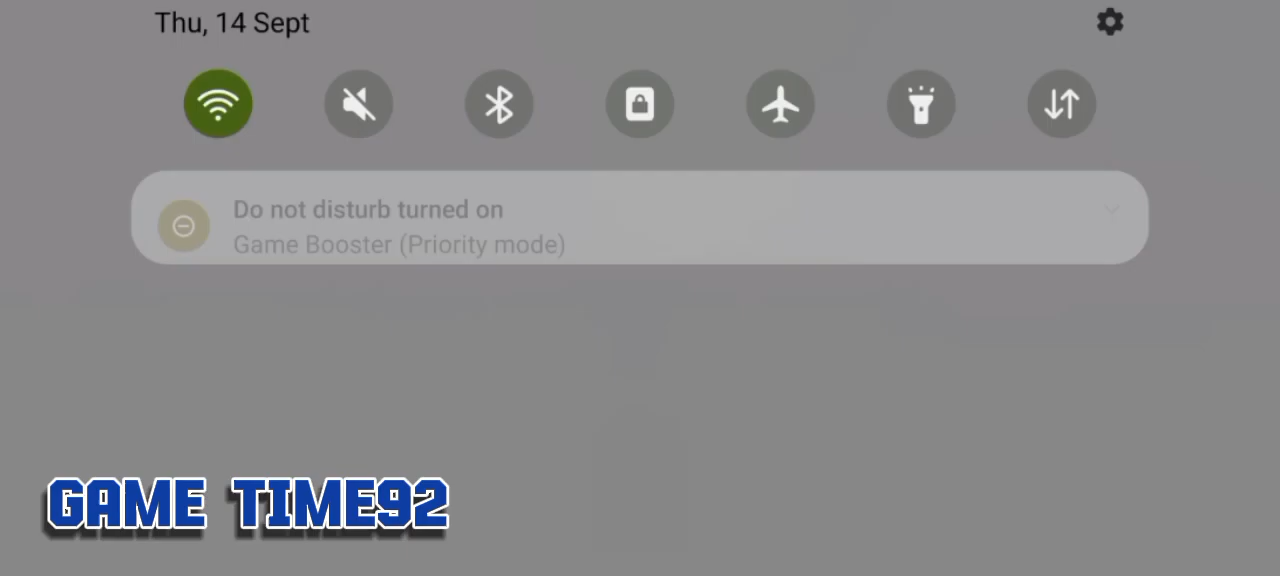 Thu, 14 Sept
Do not disturb turned on
Game Booster (Priority mode)
GAME TIME92